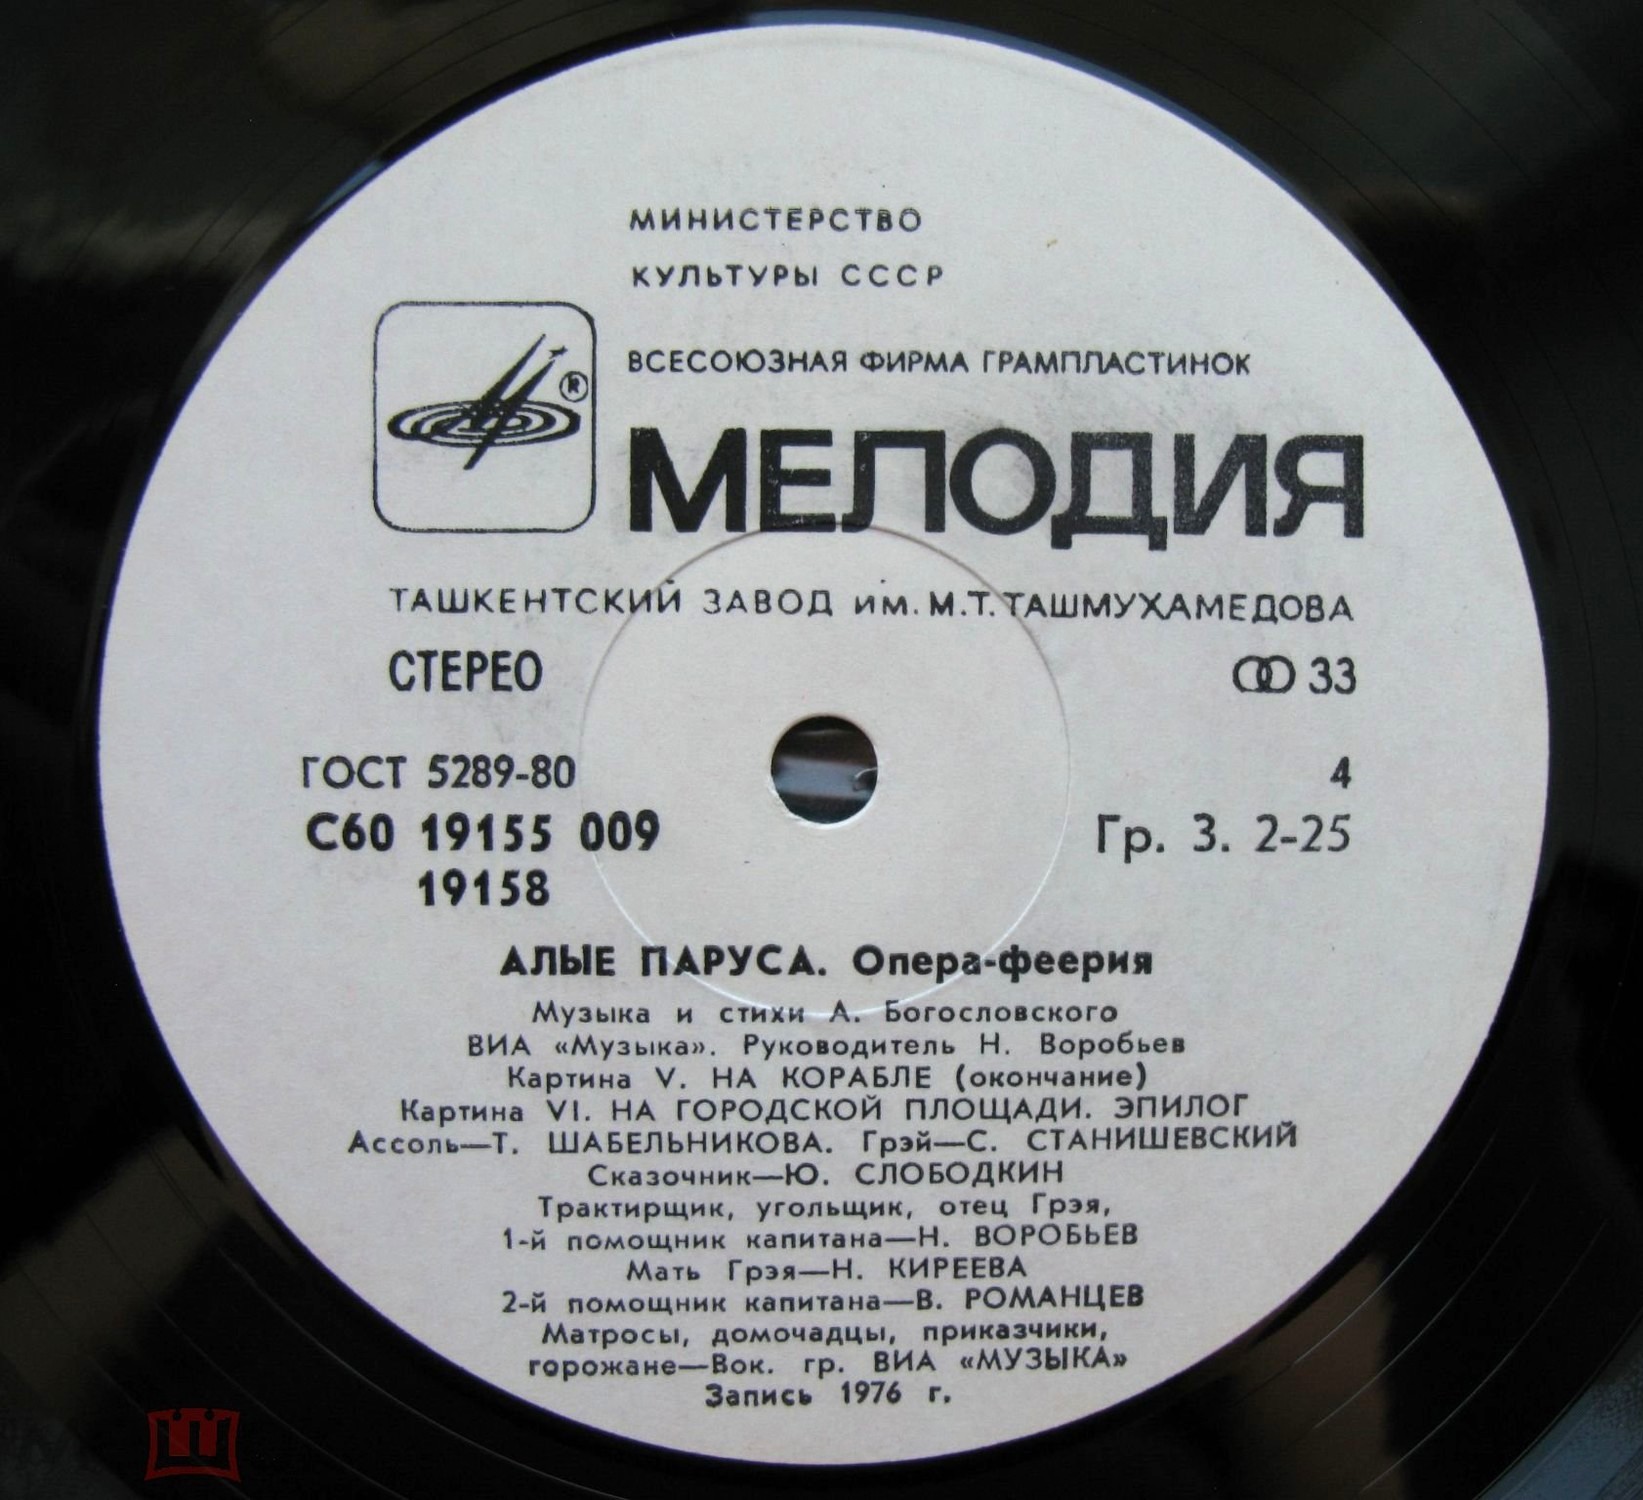 МИНИСТЕРСТВО
КУЛЬТУРЫ СССР
ВСЕСОЮЗНАЯ ФИРМА ГРАМПЛАСТИНОК
®
МЕЛОДИЯ
ТАШКЕНТСКИЙ ЗАВОД им. М.Т. ТАШМУХАМЕДОВА
СТЕРЕО
33
ГОСТ 5289-80
4
С60 19155 009
Гр. 3. 2-25
19158
АЛЫЕ ПАРУСА. Опера-феерия
Музыка и стихи А. Богословского
ВИА «Музыка». Руководитель Н. Воробьев
Картина V. НА КОРАБЛЕ (окончание)
Картина VI. НА ГОРОДСКОЙ ПЛОЩАДИ. ЭПИЛОГ
Ассоль—Т. ШАБЕЛЬНИКОВА. Грэй—С. СТАНИШЕВСКИЙ
Сказочник—Ю. СЛОБОДКИН
Трактирщик, угольщик, отец Грэя,
1-й помощник капитана—Н. ВОРОБЬЕВ
Мать Грэя—Н. КИРЕЕВА
2-й помощник капитана—В. РОМАНЦЕВ
Матросы, домочадцы, приказчики,
горожане—Вок. гр. ВИА «МУЗЫКА»
Запись 1976 г.